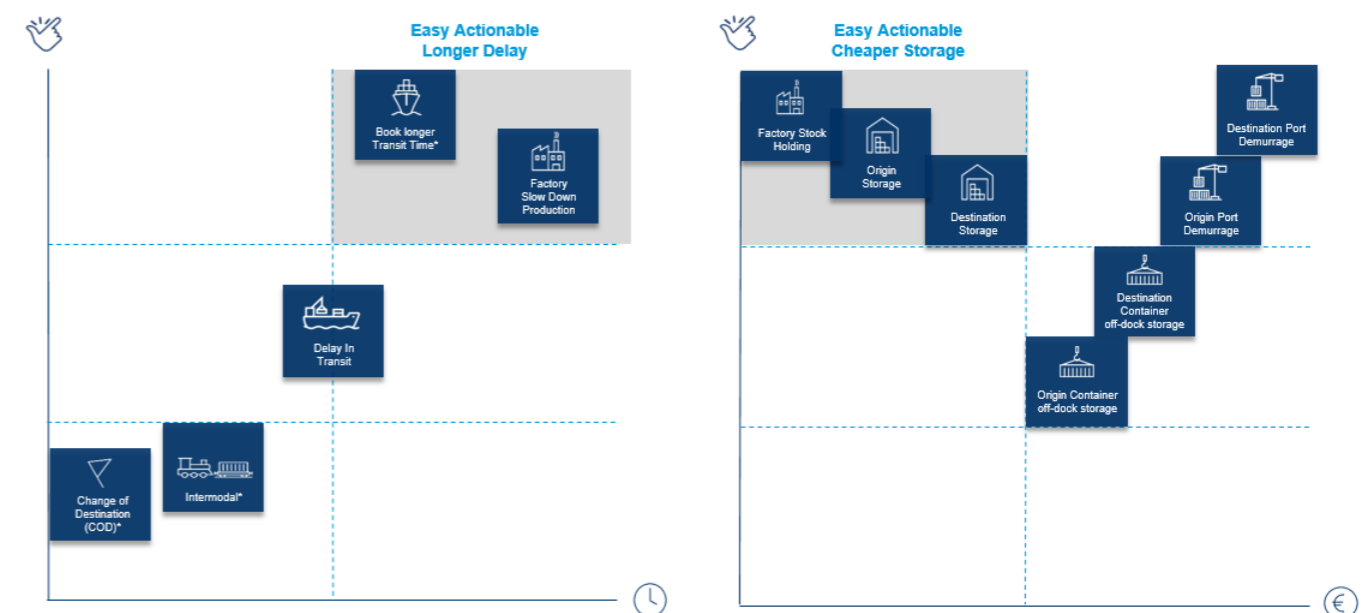 Easy Actionable
Longer Delay
Book longer
Transit Time*
Factory
Slow Down
Production
Delay In
Transit
Intermodal*
Change of
Destination
(COD)*
Easy Actionable
Cheaper Storage
Factory Stock
Holding
Origin
Storage
Destination
Storage
Destination Port
Demurrage
Origin Port
Demurrage
Destination
Container
off-dock storage
Origin Container
off-dock storage
€